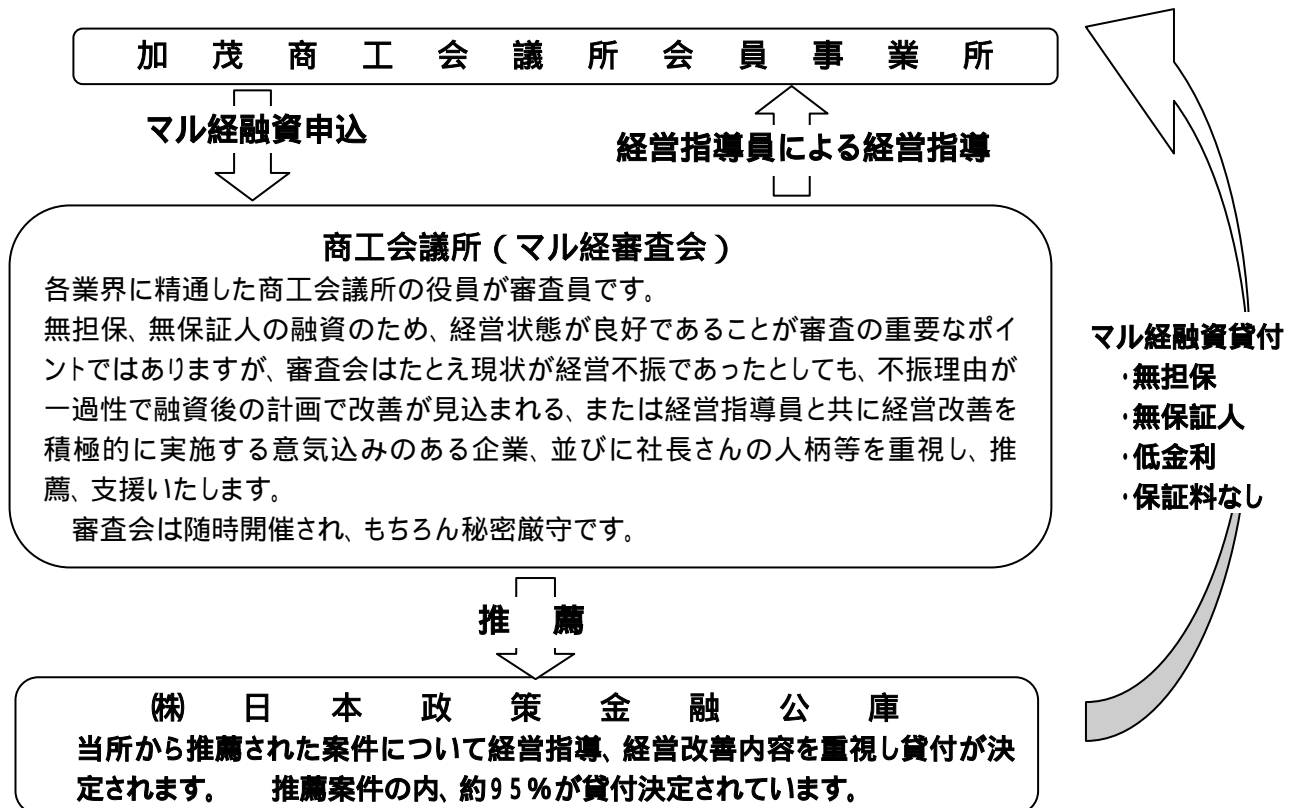 加茂商工会議所会員事業所
マル経融資申込
経営指導員による経営指導
商工会議所(マル経審査会)
各業界に精通した商工会議所の役員が審査員です。
無担保、無保証人の融資のため、経営状態が良好であることが審査の重要なポイ
ントではありますが、審査会はたとえ現状が経営不振であったとしても、不振理由が
一過性で融資後の計画で改善が見込まれる、または経営指導員と共に経営改善を
積極的に実施する意気込みのある企業、並びに社長さんの人柄等を重視し、推
薦、支援いたします。
審査会は随時開催され、もちろん秘密厳守です。
マル経融資貸付
・無担保
・無保証人
・低金利
・保証料なし
推 薦
㈱日本政策金融公庫
当所から推薦された案件について経営指導、経営改善内容を重視し貸付が決
定されます。 推薦案件の内、約95%が貸付決定されています。